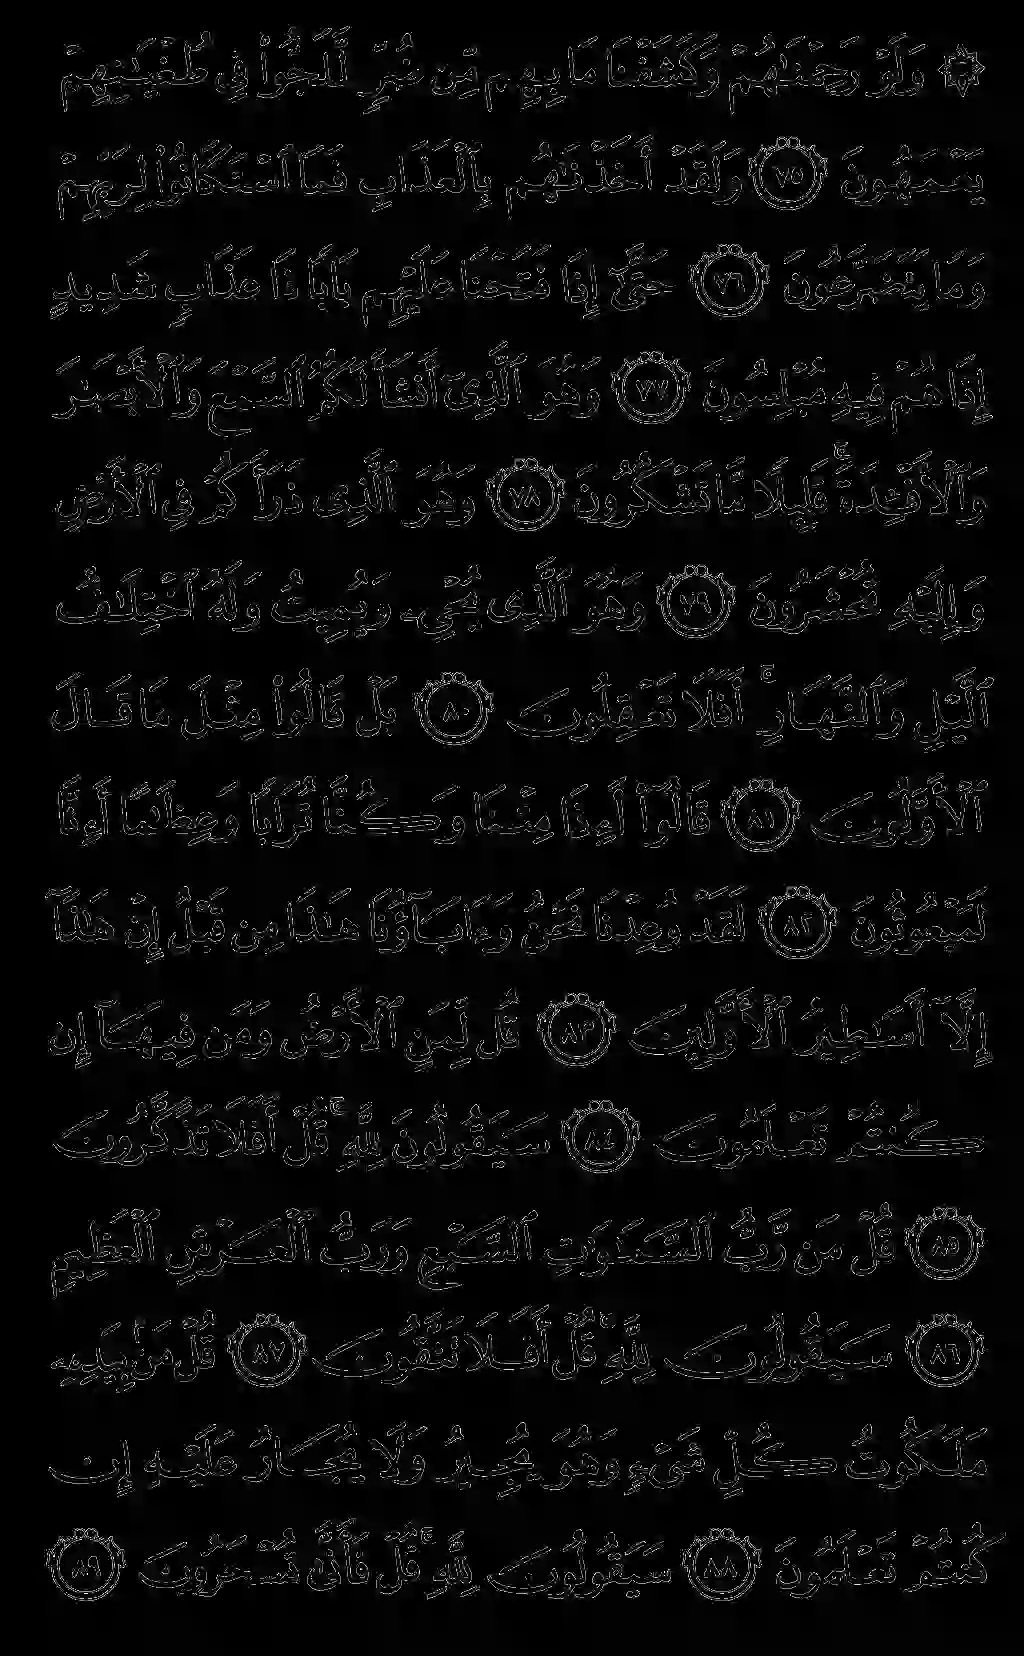 ۞ وَلَوْ رَحِمْنَٰهُمْ وَكَشَفْنَا مَا بِهِم مِّن ضُرٍّ لَّلَجُّوا۟ فِى طُغْيَٰنِهِمْ
يَعْمَهُونَ ٧٥ وَلَقَدْ أَخَذْنَٰهُم بِٱلْعَذَابِ فَمَا ٱسْتَكَانُوا۟ لِرَبِّهِمْ
وَمَا يَتَضَرَّعُونَ ٧٦ حَتَّىٰٓ إِذَا فَتَحْنَا عَلَيْهِم بَابًا ذَا عَذَابٍ شَدِيدٍ
إِذَا هُمْ فِيهِ مُبْلِسُونَ ٧٧ وَهُوَ ٱلَّذِىٓ أَنشَأَ لَكُمُ ٱلسَّمْعَ وَٱلْأَبْصَٰرَ
وَٱلْأَفْـِٔدَةَ ۚ قَلِيلًا مَّا تَشْكُرُونَ ٧٨ وَهُوَ ٱلَّذِى ذَرَأَكُمْ فِى ٱلْأَرْضِ
وَإِلَيْهِ تُحْشَرُونَ ٧٩ وَهُوَ ٱلَّذِى يُحْىِۦ وَيُمِيتُ وَلَهُ ٱخْتِلَٰفُ
ٱلَّيْلِ وَٱلنَّهَارِ ۚ أَفَلَا تَعْقِلُونَ ٨٠ بَلْ قَالُوا۟ مِثْلَ مَا قَالَ
ٱلْأَوَّلُونَ ٨١ قَالُوٓا۟ أَءِذَا مِتْنَا وَكُنَّا تُرَابًا وَعِظَٰمًا أَءِنَّا
لَمَبْعُوثُونَ ٨٢ لَقَدْ وُعِدْنَا نَحْنُ وَءَابَآؤُنَا هَٰذَا مِن قَبْلُ إِنْ هَٰذَآ
إِلَّآ أَسَٰطِيرُ ٱلْأَوَّلِينَ ٨٣ قُل لِّمَنِ ٱلْأَرْضُ وَمَن فِيهَآ إِن
كُنتُمْ تَعْلَمُونَ ٨٤ سَيَقُولُونَ لِلَّهِ ۚ قُلْ أَفَلَا تَذَكَّرُونَ
٨٥ قُلْ مَن رَّبُّ ٱلسَّمَٰوَٰتِ ٱلسَّبْعِ وَرَبُّ ٱلْعَرْشِ ٱلْعَظِيمِ
٨٦ سَيَقُولُونَ لِلَّهِ ۚ قُلْ أَفَلَا تَتَّقُونَ ٨٧ قُلْ مَنۢ بِيَدِهِۦ
مَلَكُوتُ كُلِّ شَىْءٍ وَهُوَ يُجِيرُ وَلَا يُجَارُ عَلَيْهِ إِن
كُنتُمْ تَعْلَمُونَ ٨٨ سَيَقُولُونَ لِلَّهِ ۚ قُلْ فَأَنَّىٰ تُسْحَرُونَ ٨٩